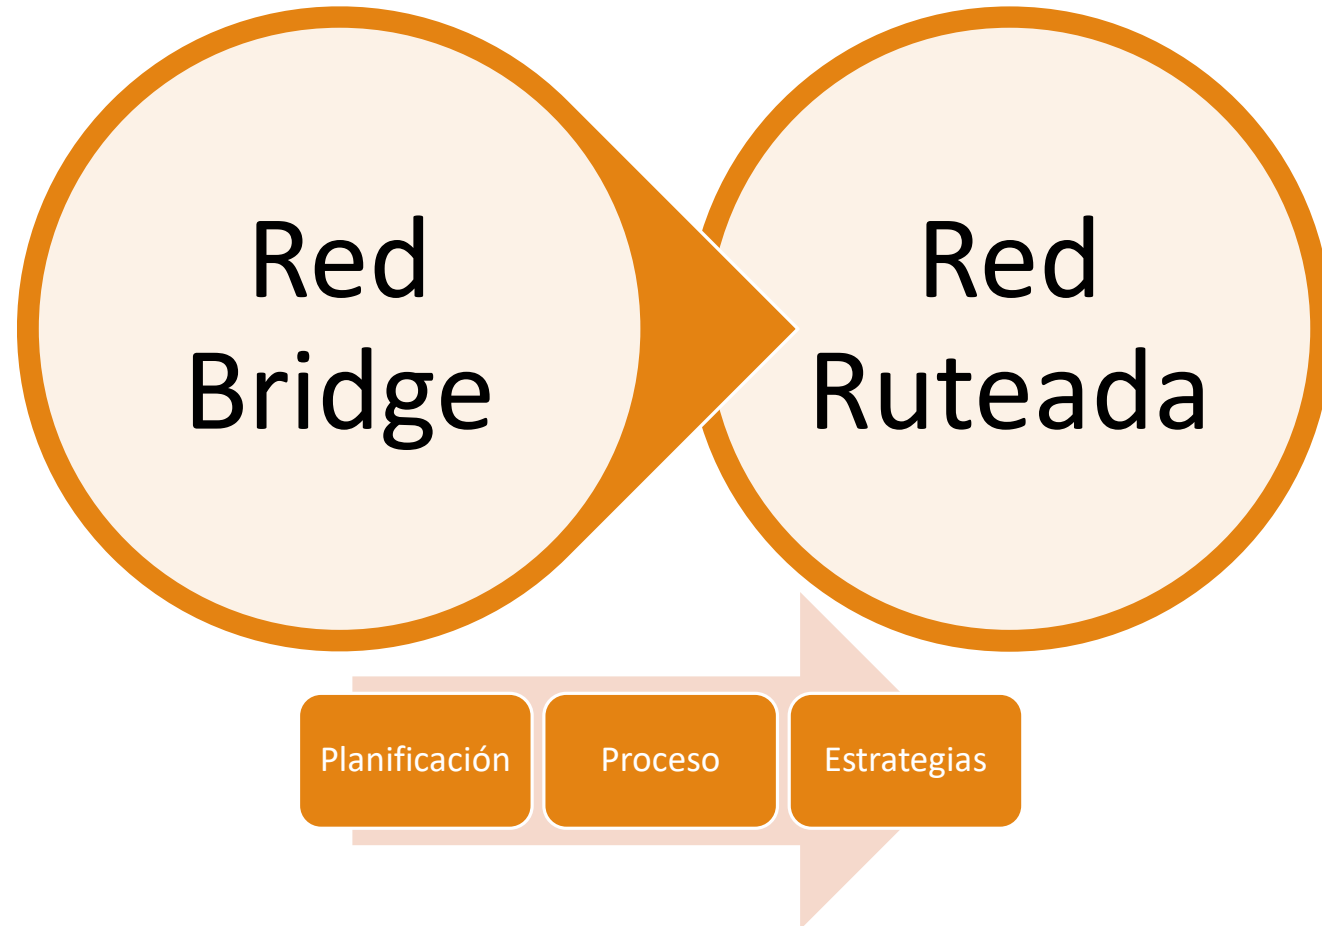 Red
Bridge
Red
Ruteada
Planificación
Proceso
Estrategias